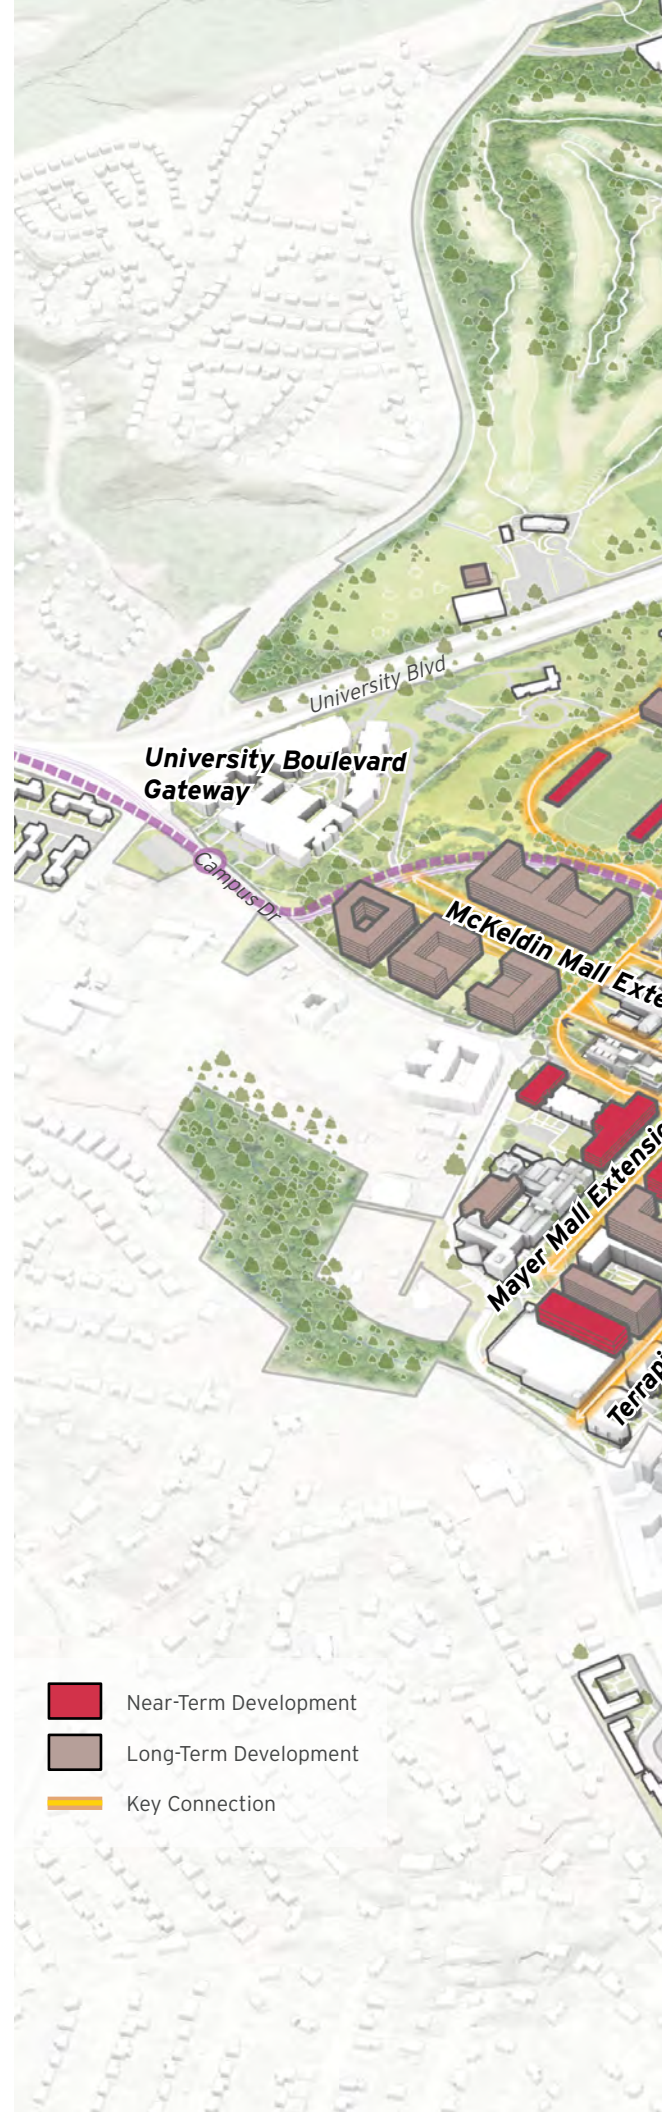 University Blvd
University Boulevard
Gateway
Campus Dr
McKeldin Mall Exte
Mayer Mall Extensio
Terrapi
Near-Term Development
Long-Term Development
Key Connection